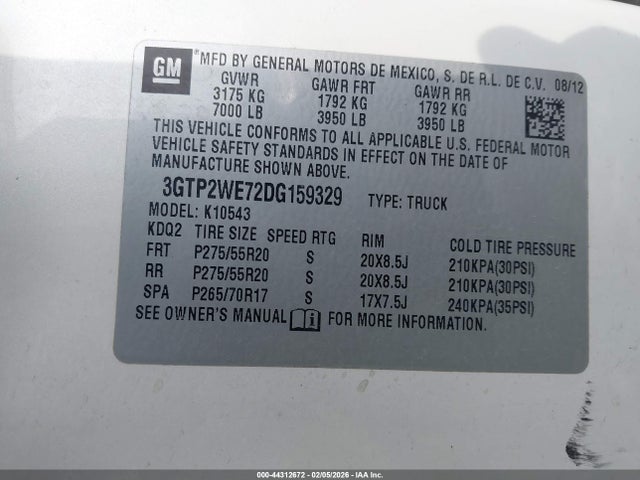 GM *MFD BY GENERAL MOTORS DE MEXICO, S. DE R.L. DE C.V. 08/12
GVWR GAWR FRT GAWR RR
3175 KG 1792 KG 1792 KG
7000 LB 3950 LB 3950 LB
THIS VEHICLE CONFORMS TO ALL APPLICABLE U.S. FEDERAL MOTOR
VEHICLE SAFETY STANDARDS IN EFFECT ON THE DATE OF
MANUFACTURE SHOWN ABOVE.
3GTP2WE72DG159329 TYPE: TRUCK
MODEL: K10543
KDQ2 TIRE SIZE SPEED RTG RIM COLD TIRE PRESSURE
FRT P275/55R20 S 20X8.5J 210KPA(30PSI)
RR P275/55R20 S 20X8.5J 210KPA(30PSI)
SPA P265/70R17 S 17X7.5J 240KPA(35PSI)
SEE OWNER'S MANUAL FOR MORE INFORMATION.
000-44312672 - 02/05/2026 - IAA Inc.